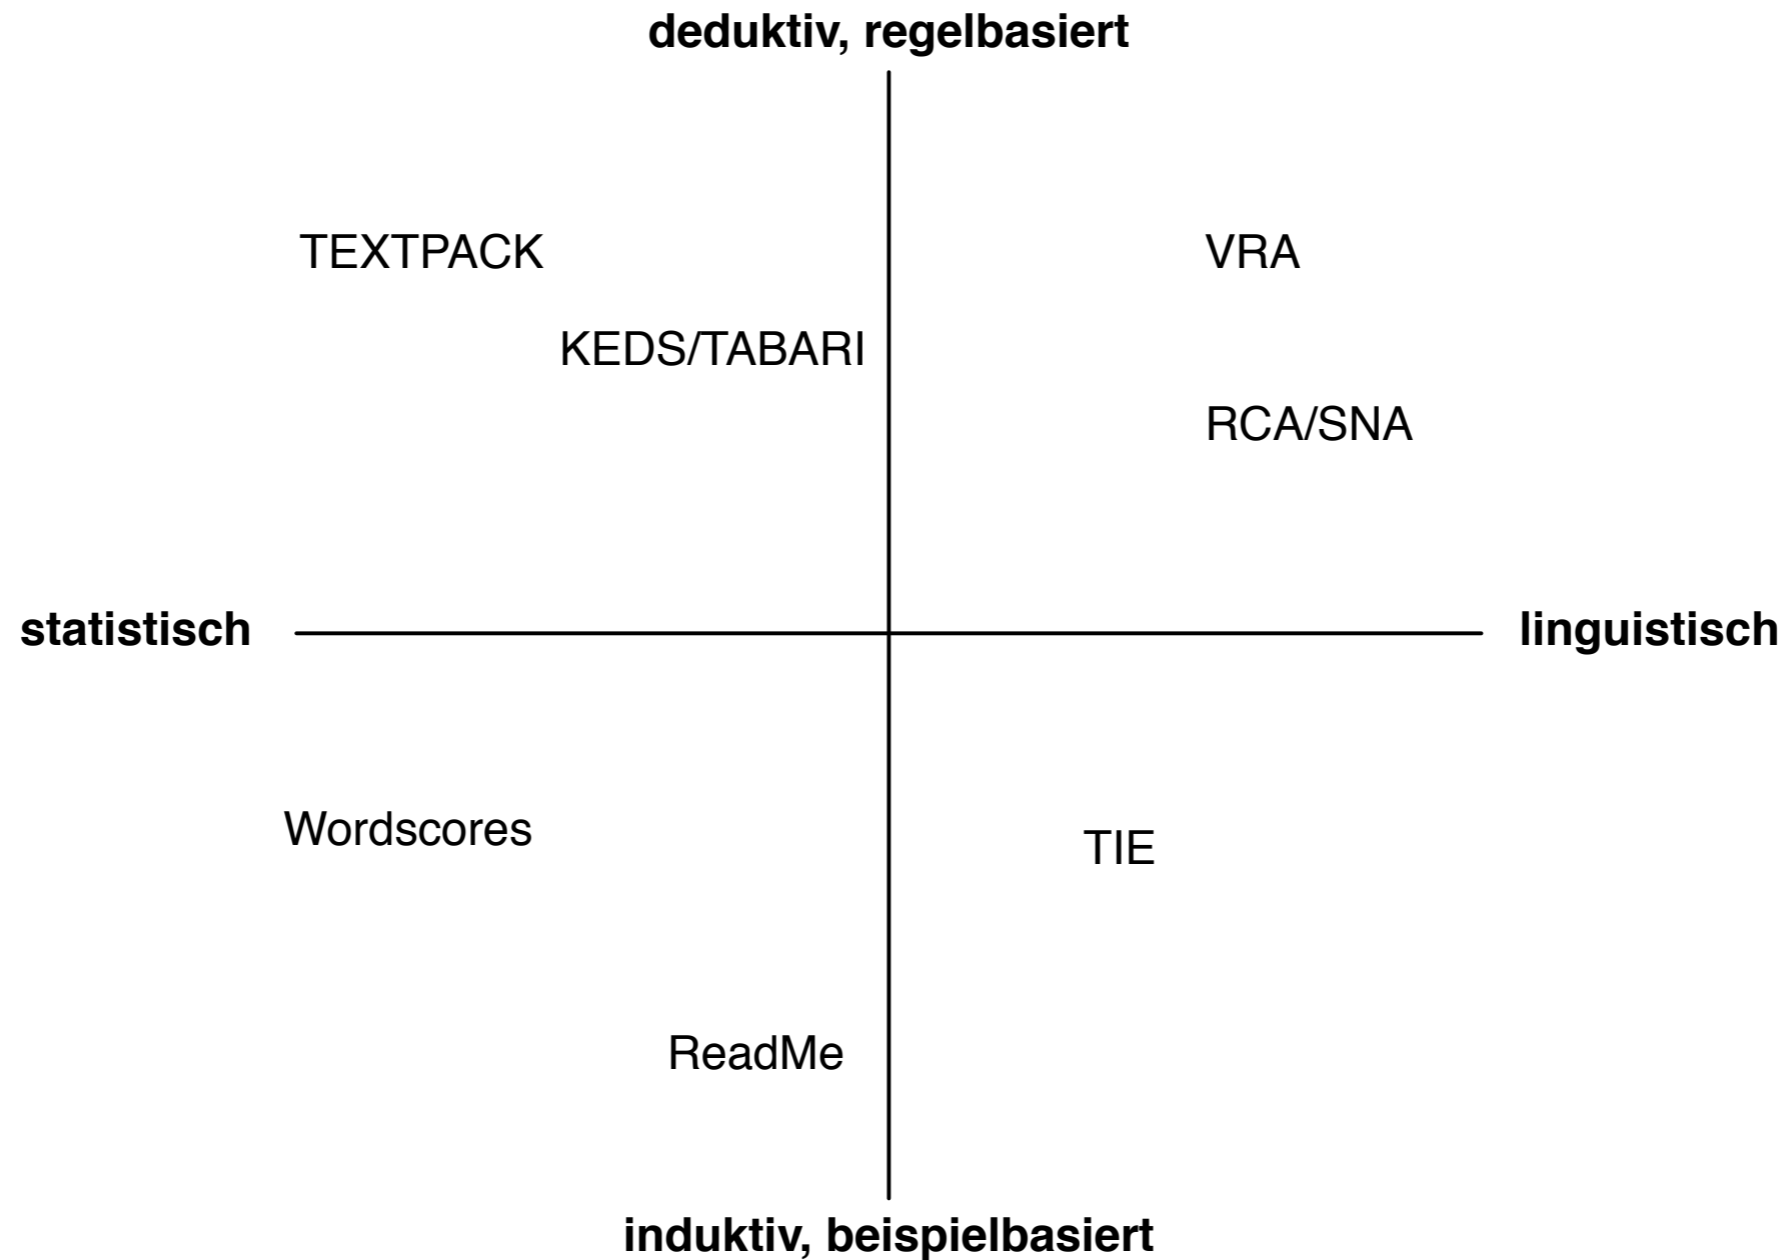 deduktiv, regelbasiert
TEXTPACK
VRA
KEDS/TABARI
RCA/SNA
statistisch
linguistisch
Wordscores
TIE
ReadMe
induktiv, beispielbasiert